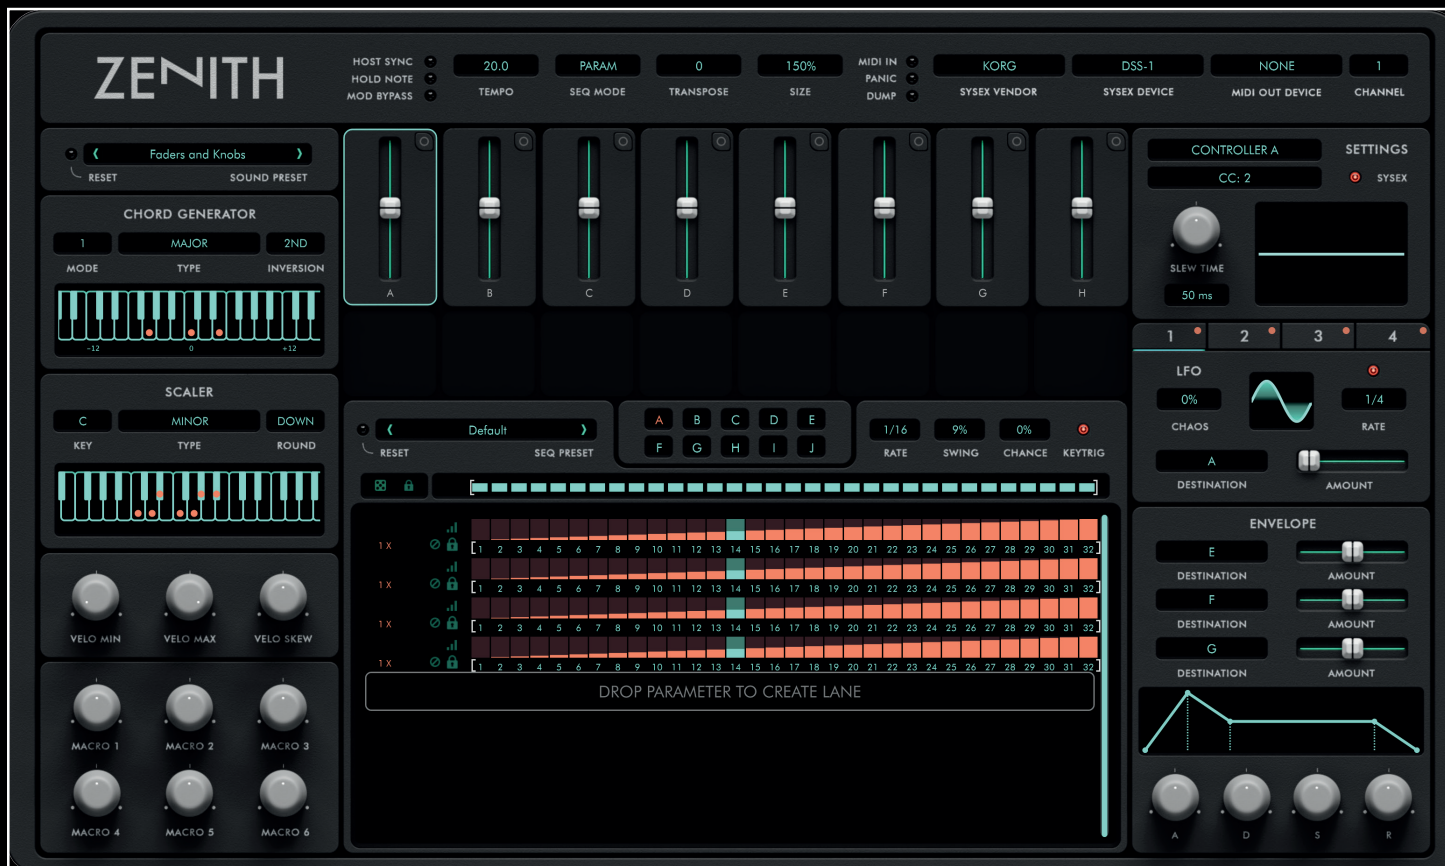 ZENITH
HOST SYNC
HOLD NOTE
MOD BYPASS
20.0
TEMPO
PARAM
SEQ MODE
0
TRANSPOSE
150%
SIZE
MIDI IN
PANIC
DUMP
KORG
SYSEX VENDOR
DSS-1
SYSEX DEVICE
NONE
MIDI OUT DEVICE
1
CHANNEL
Faders and Knobs
RESET
SOUND PRESET
CHORD GENERATOR
1
MAJOR
2ND
MODE
TYPE
INVERSION
-12
0
+12
SCALER
C
MINOR
DOWN
KEY
TYPE
ROUND
VELO MIN
VELO MAX
VELO SKEW
MACRO 1
MACRO 2
MACRO 3
MACRO 4
MACRO 5
MACRO 6
A
B
C
D
E
F
G
H
Default
RESET
SEQ PRESET
A B C D E
F G H I J
1/16
9%
0%
RATE
SWING
CHANCE
KEYTRIG
1 X
1 2 3 4 5 6 7 8 9 10 11 12 13 14 15 16 17 18 19 20 21 22 23 24 25 26 27 28 29 30 31 32
1 X
1 2 3 4 5 6 7 8 9 10 11 12 13 14 15 16 17 18 19 20 21 22 23 24 25 26 27 28 29 30 31 32
1 X
1 2 3 4 5 6 7 8 9 10 11 12 13 14 15 16 17 18 19 20 21 22 23 24 25 26 27 28 29 30 31 32
1 X
1 2 3 4 5 6 7 8 9 10 11 12 13 14 15 16 17 18 19 20 21 22 23 24 25 26 27 28 29 30 31 32
DROP PARAMETER TO CREATE LANE
CONTROLLER A
SETTINGS
CC: 2
SYSEX
SLEW TIME
50 ms
1
2
3
4
LFO
0%
1/4
CHAOS
RATE
A
DESTINATION
AMOUNT
ENVELOPE
E
DESTINATION
AMOUNT
F
DESTINATION
AMOUNT
G
DESTINATION
AMOUNT
A
D
S
R